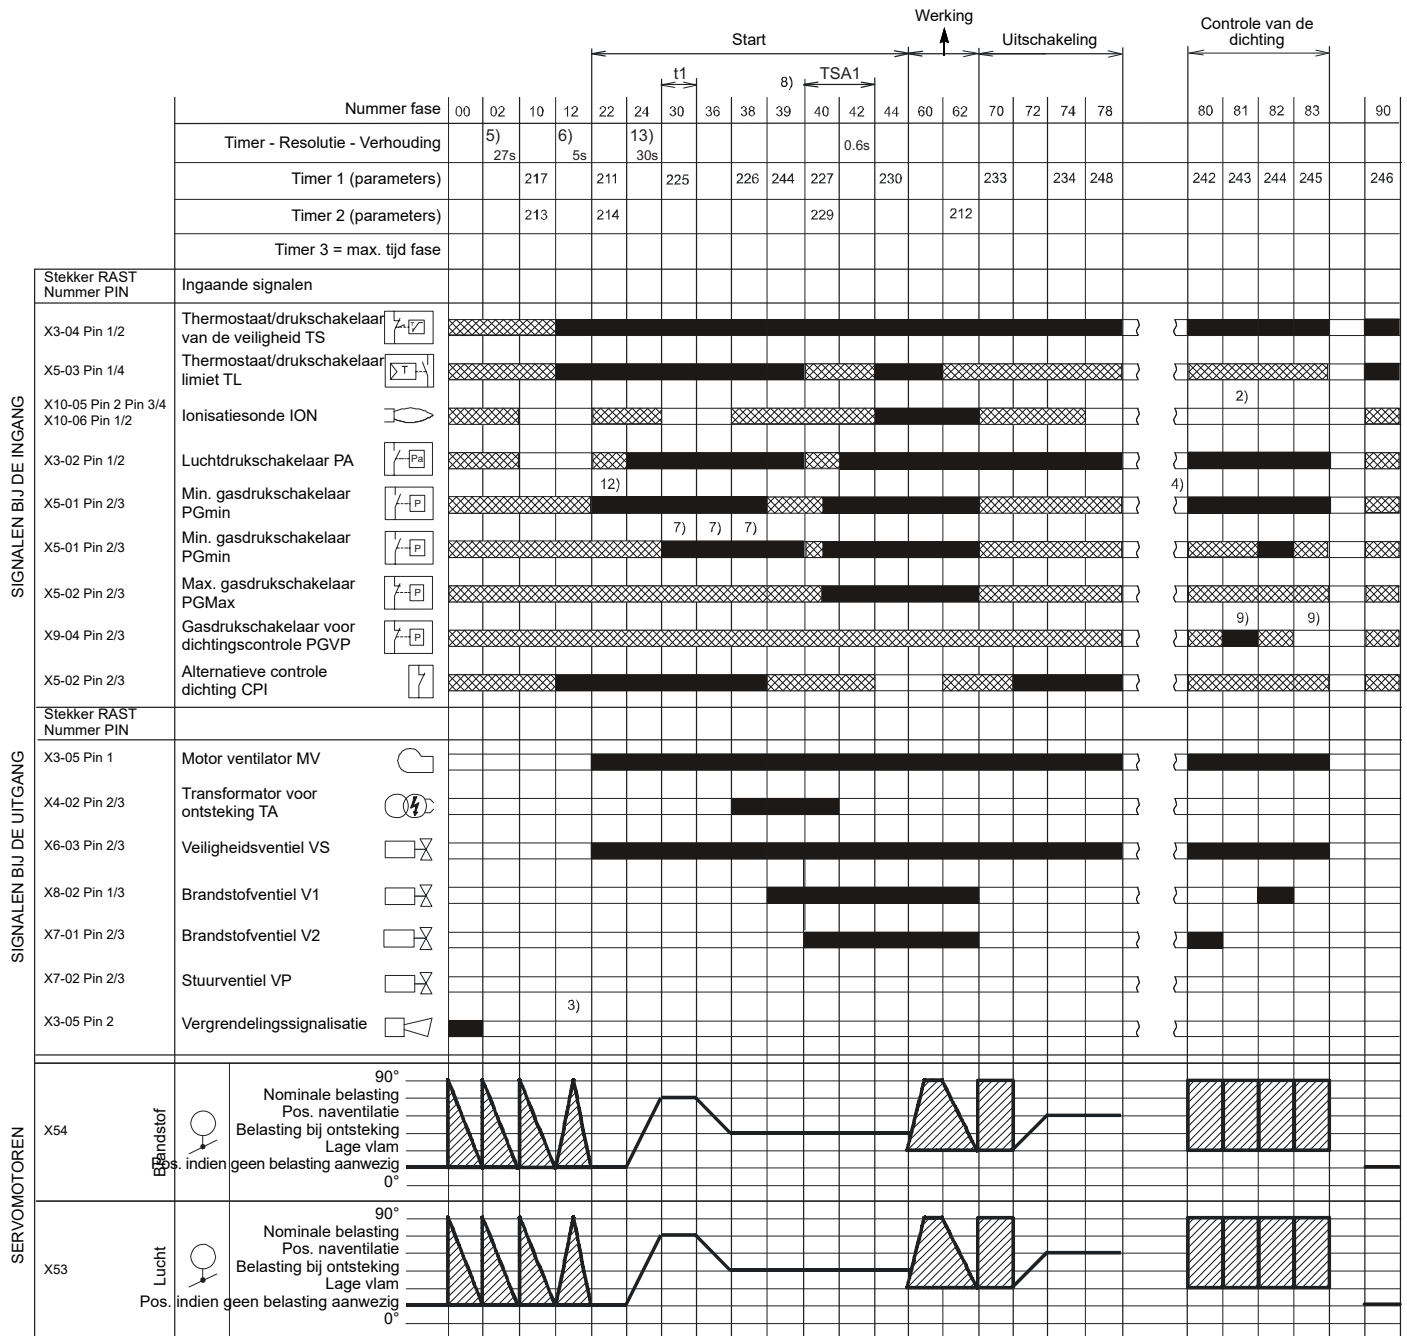 Werking
Start
Uitschakeling
Controle van de
dichting
t1
8)
TSA1
Nummer fase 00 02 10 12 22 24 30 36 38 39 40 42 44 60 62 70 72 74 78 80 81 82 83 90
Timer - Resolutie - Verhouding 5) 27s 6) 5s 13) 30s 0.6s
Timer 1 (parameters) 217 211 225 226 244 227 230 233 234 248 242 243 244 245 246
Timer 2 (parameters) 213 214 229 212
Timer 3 = max. tijd fase
SIGNALEN BIJ DE INGANG
Stekker RAST
Nummer PIN
Ingaande signalen
X3-04 Pin 1/2
Thermostaat/drukschakelaar
van de veiligheid TS
X5-03 Pin 1/4
Thermostaat/drukschakelaar
limiet TL
T
X10-05 Pin 2 Pin 3/4
X10-06 Pin 1/2
Ionisatiesonde ION
2)
X3-02 Pin 1/2
Luchtdrukschakelaar PA
Pa
12)
4)
X5-01 Pin 2/3
Min. gasdrukschakelaar
PGmin
P
7) 7) 7)
X5-01 Pin 2/3
Min. gasdrukschakelaar
PGmin
P
X5-02 Pin 2/3
Max. gasdrukschakelaar
PGMax
P
X9-04 Pin 2/3
Gasdrukschakelaar voor
dichtingscontrole PGVP
P
9) 9)
X5-02 Pin 2/3
Alternatieve controle
dichting CPI
SIGNALEN BIJ DE UITGANG
Stekker RAST
Nummer PIN
X3-05 Pin 1
Motor ventilator MV
X4-02 Pin 2/3
Transformator voor
ontsteking TA
X6-03 Pin 2/3
Veiligheidsventiel VS
X8-02 Pin 1/3
Brandstofventiel V1
X7-01 Pin 2/3
Brandstofventiel V2
X7-02 Pin 2/3
Stuurventiel VP
3)
X3-05 Pin 2
Vergrendelingssignalisatie
SERVOMOTOREN
X54
Brandstof
90°
Nominale belasting
Pos. naventilatie
Belasting bij ontsteking
Lage vlam
Pos. indien geen belasting aanwezig
0°
X53
Lucht
90°
Nominale belasting
Pos. naventilatie
Belasting bij ontsteking
Lage vlam
Pos. indien geen belasting aanwezig
0°